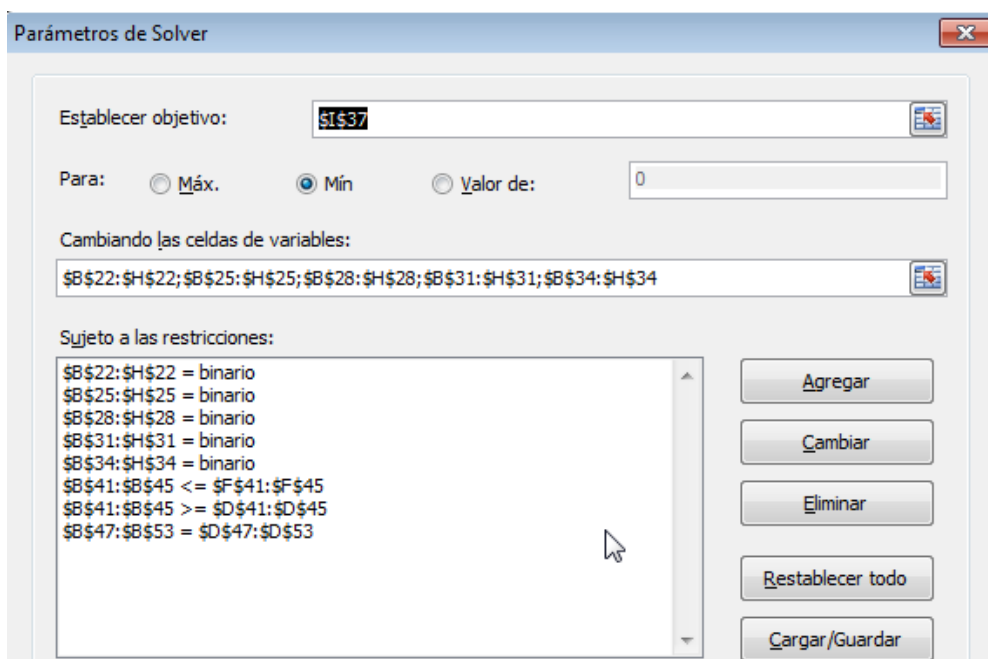 Parámetros de Solver
Establecer objetivo: $I$37
Para: Máx. Mín Valor de: 0
Cambiando las celdas de variables:
$B$22:$H$22;$B$25:$H$25;$B$28:$H$28;$B$31:$H$31;$B$34:$H$34
Sujeto a las restricciones:
$B$22:$H$22 = binario
$B$25:$H$25 = binario
$B$28:$H$28 = binario
$B$31:$H$31 = binario
$B$34:$H$34 = binario
$B$41:$B$45 <= $F$41:$F$45
$B$41:$B$45 >= $D$41:$D$45
$B$47:$B$53 = $D$47:$D$53
Agregar
Cambiar
Eliminar
Restablecer todo
Cargar/Guardar